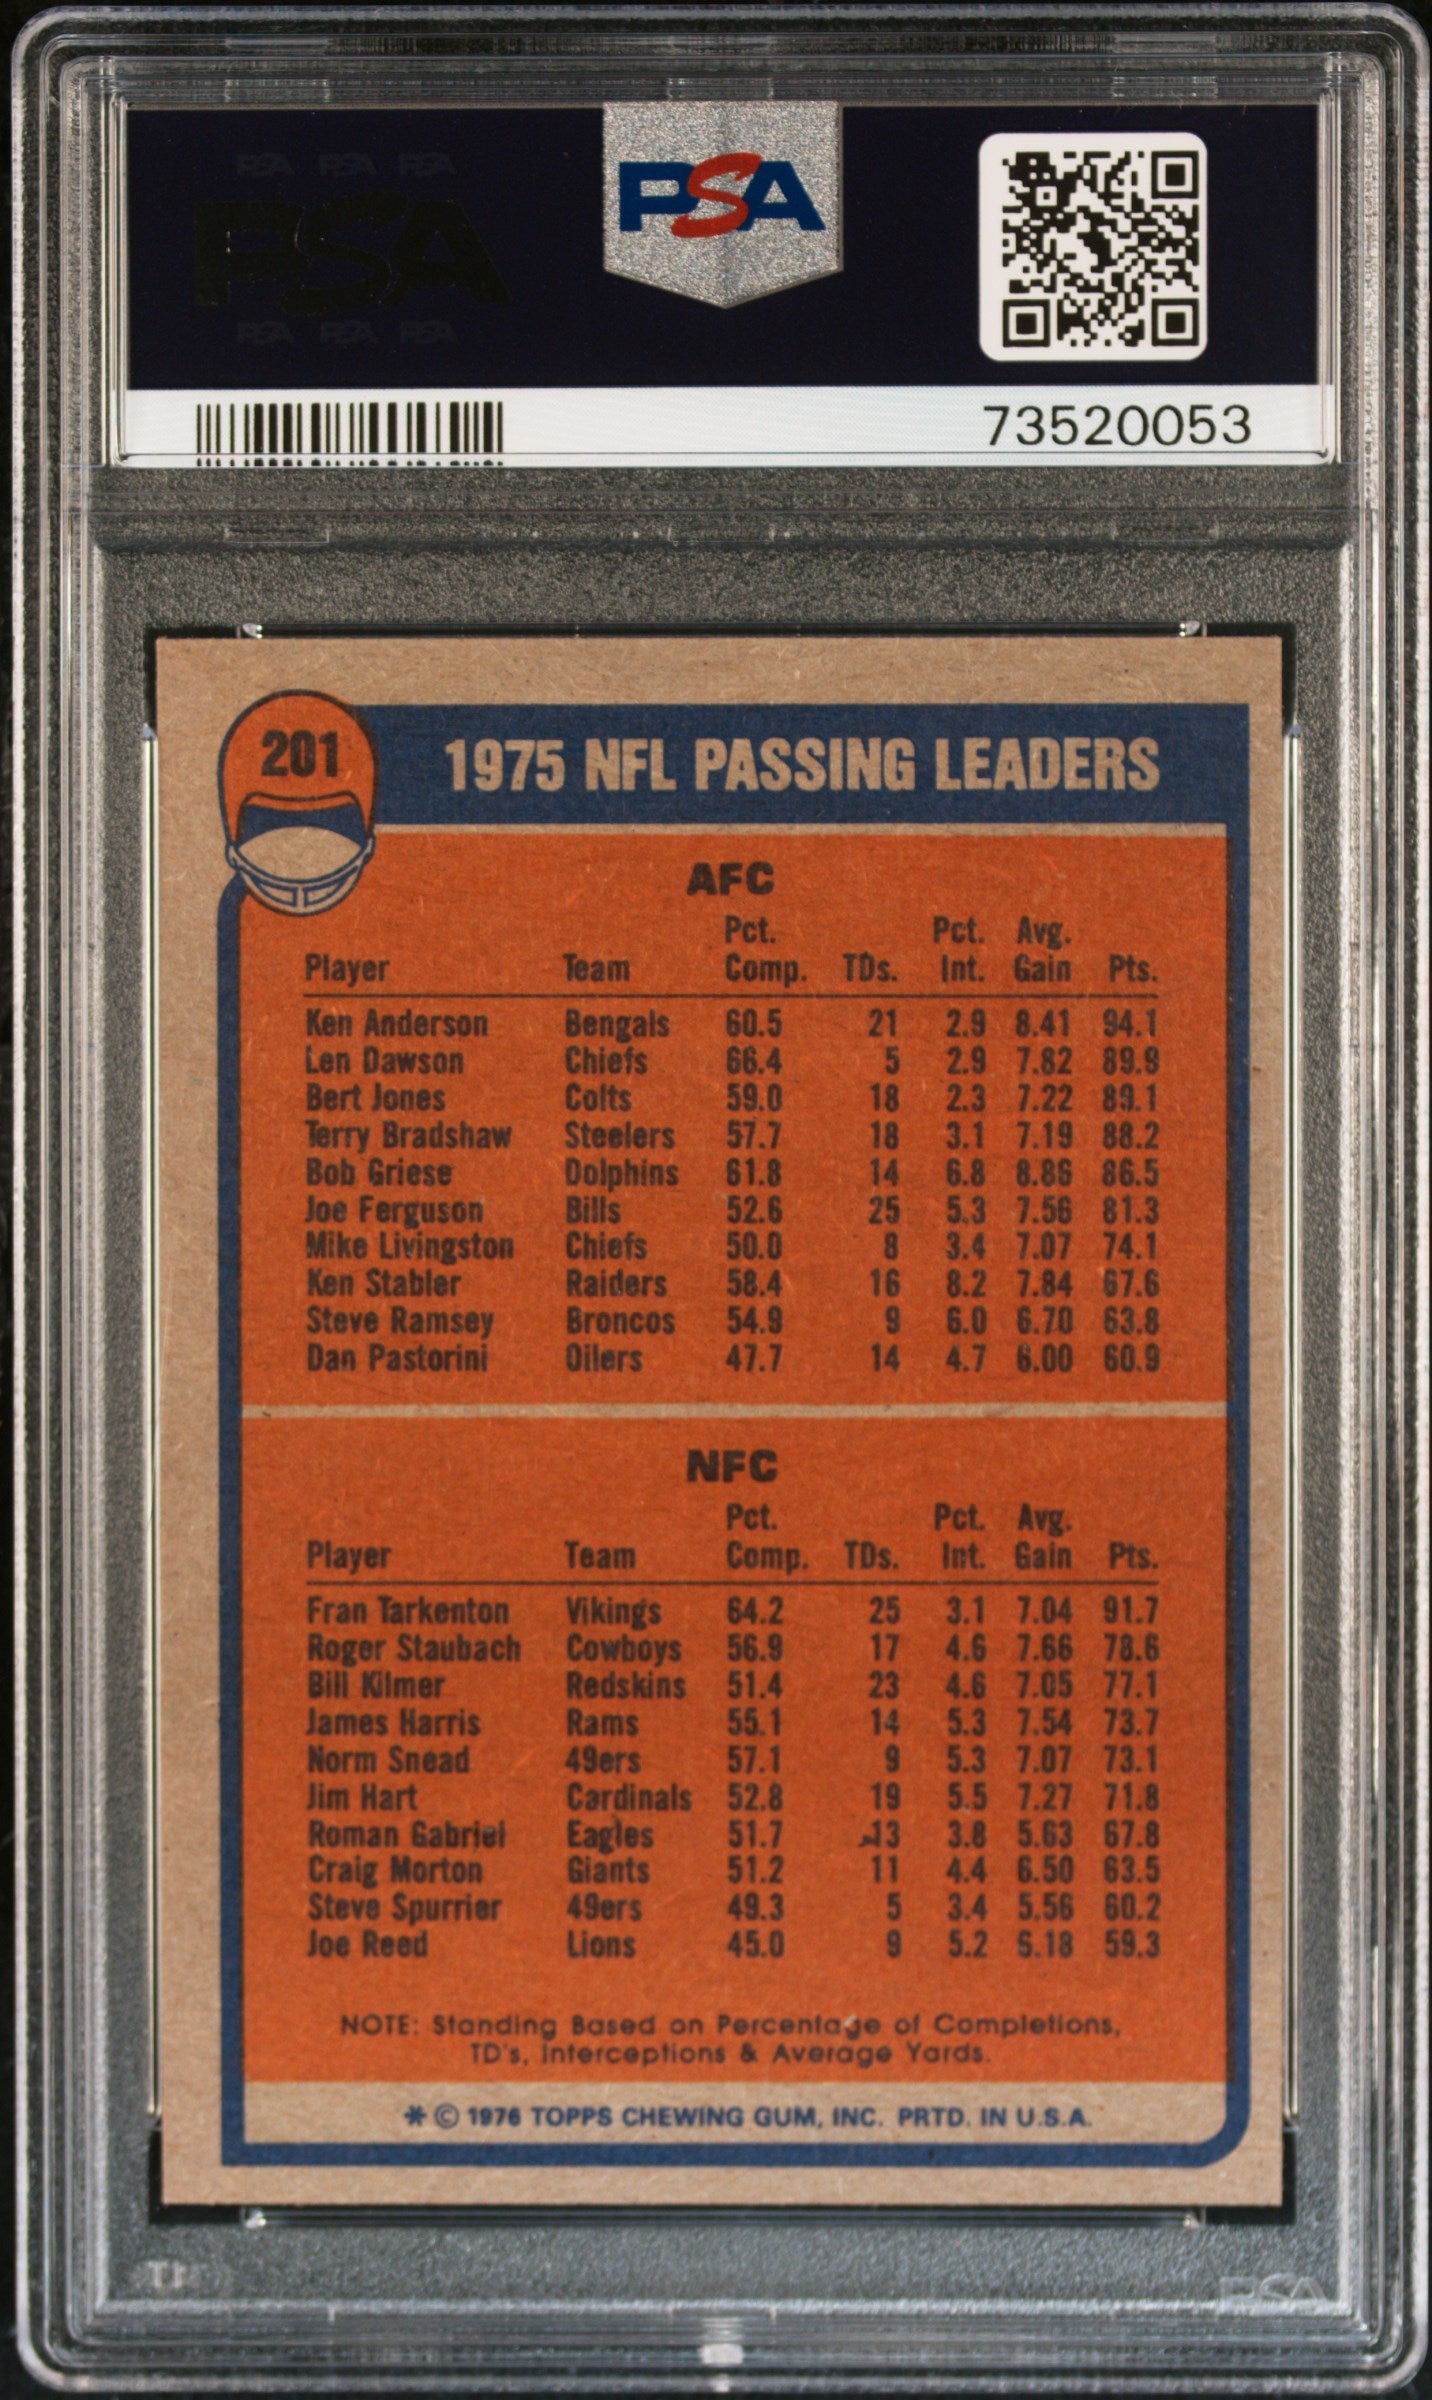 PSA PSA PSA
PSA
PSA PSA PSA
PSA
73520053
201
1975 NFL PASSING LEADERS
AFC
Pct. Pct. Avg.
Player Team Comp. TDs. Int. Gain Pts.
Ken Anderson Bengals 60.5 21 2.9 8.41 94.1
Len Dawson Chiefs 66.4 5 2.9 7.82 89.9
Bert Jones Colts 59.0 18 2.3 7.22 89.1
Terry Bradshaw Steelers 57.7 18 3.1 7.19 88.2
Bob Griese Dolphins 61.8 14 6.8 8.86 86.5
Joe Ferguson Bills 52.6 25 5.3 7.56 81.3
Mike Livingston Chiefs 50.0 8 3.4 7.07 74.1
Ken Stabler Raiders 58.4 16 8.2 7.84 67.6
Steve Ramsey Broncos 54.9 9 6.0 6.70 63.8
Dan Pastorini Oilers 47.7 14 4.7 6.00 60.9
NFC
Pct. Pct. Avg.
Player Team Comp. TDs. Int. Gain Pts.
Fran Tarkenton Vikings 64.2 25 3.1 7.04 91.7
Roger Staubach Cowboys 56.9 17 4.6 7.66 78.6
Bill Kilmer Redskins 51.4 23 4.6 7.05 77.1
James Harris Rams 55.1 14 5.3 7.54 73.7
Norm Snead 49ers 57.1 9 5.3 7.07 73.1
Jim Hart Cardinals 52.8 19 5.5 7.27 71.8
Roman Gabriel Eagles 51.7 13 3.8 5.63 67.8
Craig Morton Giants 51.2 11 4.4 6.50 63.5
Steve Spurrier 49ers 49.3 5 3.4 5.56 60.2
Joe Reed Lions 45.0 9 5.2 5.18 59.3
NOTE: Standing Based on Percentage of Completions,
TD's, Interceptions & Average Yards.
* © 1976 TOPPS CHEWING GUM, INC. PRTD. IN U.S.A.
PSA